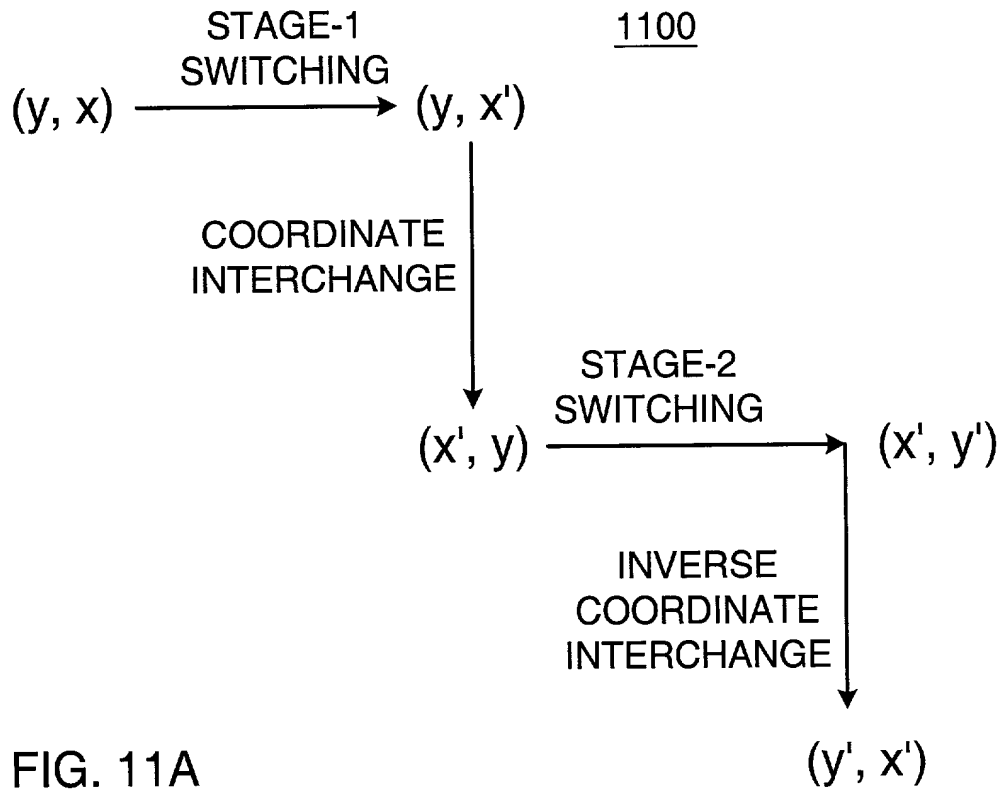 STAGE-1
SWITCHING
1100
(y, x)
(y, x')
COORDINATE
INTERCHANGE
STAGE-2
SWITCHING
(x', y)
(x', y')
INVERSE
COORDINATE
INTERCHANGE
(y', x')
FIG. 11A